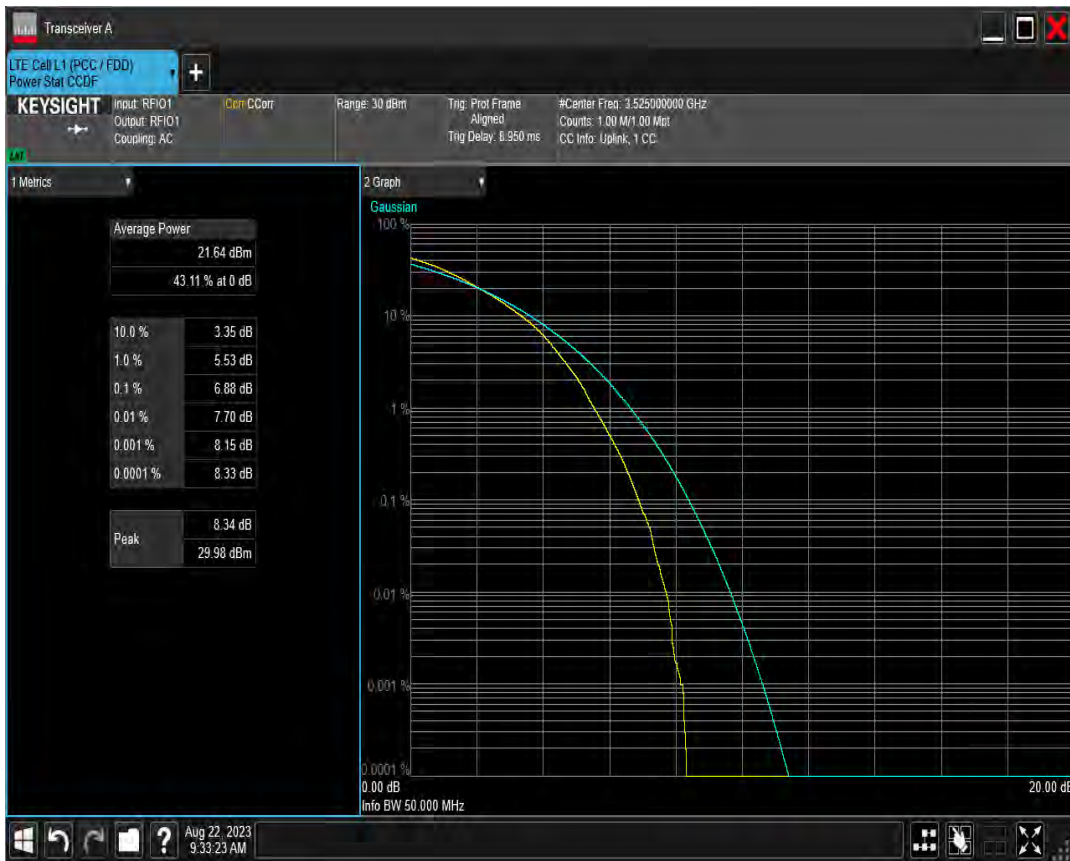 Transceiver A
LTE Cell L1 (PCC / FDD)
Power Stat CCDF
+
KEYSIGHT
Input: RFIO1
Output: RFIO1
Coupling: AC
Corr CCorr
Range: 30 dBm
Trig: Prot Frame
Aligned
Trig Delay: 8.950 ms
#Center Freq: 3.525000000 GHz
Counts: 1.00 M/1.00 Mpt
CC Info: Uplink, 1 CC
1 Metrics
Average Power
21.64 dBm
43.11 % at 0 dB
10.0 % 3.35 dB
1.0 % 5.53 dB
0.1 % 6.88 dB
0.01 % 7.70 dB
0.001 % 8.15 dB
0.0001 % 8.33 dB
Peak 8.34 dB
29.98 dBm
2 Graph
Gaussian
100 %
10 %
1 %
0.1 %
0.01 %
0.001 %
0.0001 %
0.00 dB
20.00 dB
Info BW 50.000 MHz
?
Aug 22, 2023
9:33:23 AM